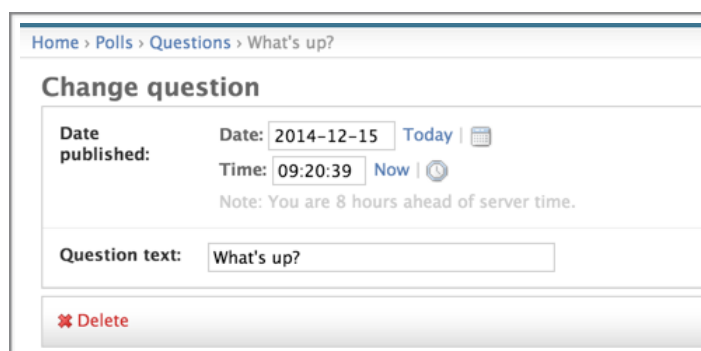 Home › Polls › Questions › What's up?
Change question
Date published:
Date: 2014-12-15 Today |
Time: 09:20:39 Now |
Note: You are 8 hours ahead of server time.
Question text: What's up?
Delete